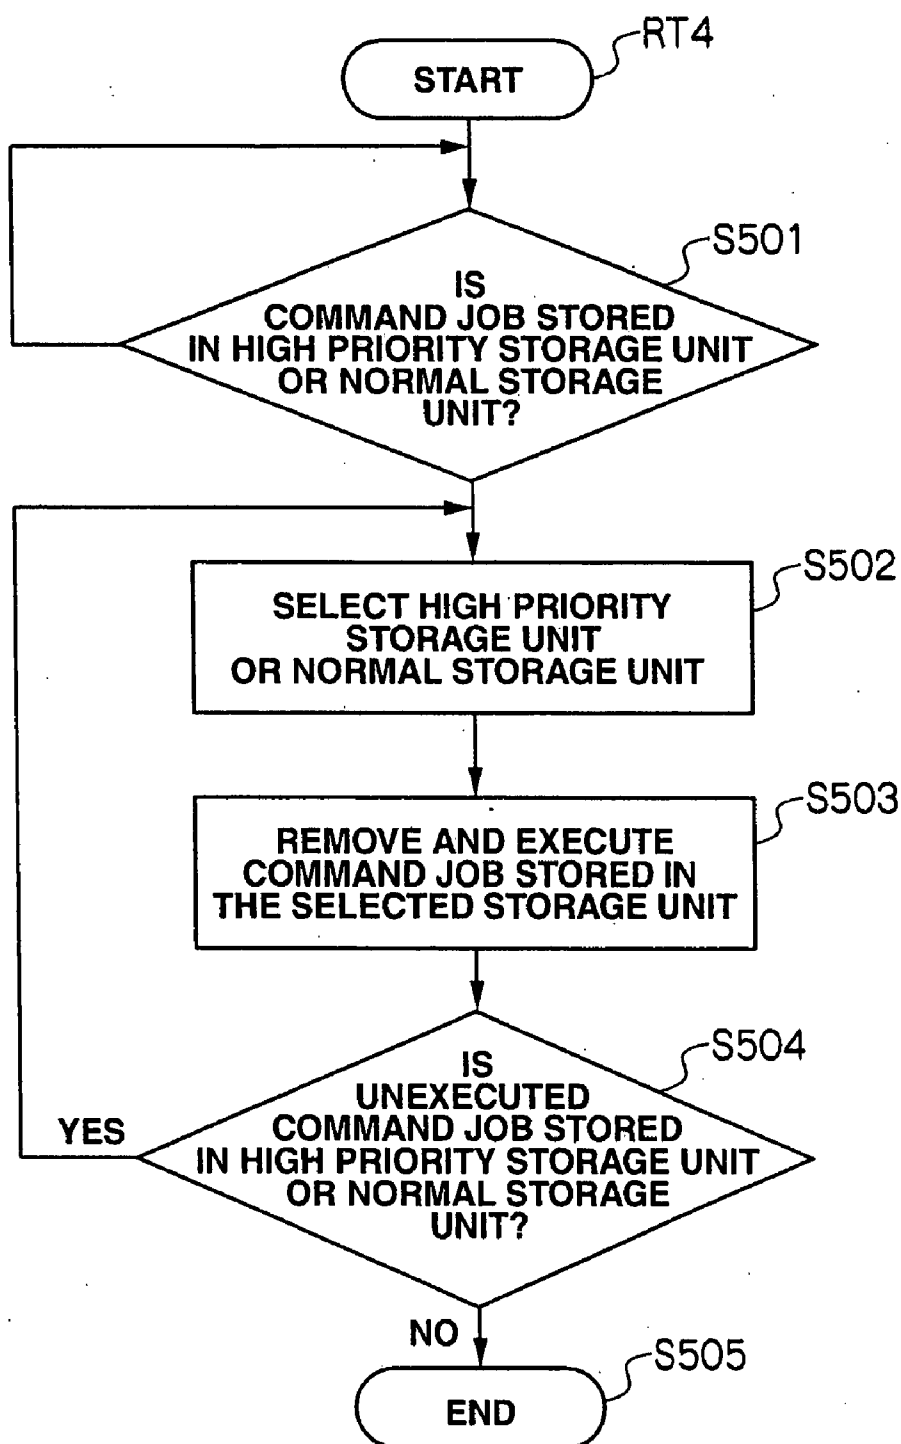 RT4
START
S501
IS
COMMAND JOB STORED
IN HIGH PRIORITY STORAGE UNIT
OR NORMAL STORAGE
UNIT?
S502
SELECT HIGH PRIORITY
STORAGE UNIT
OR NORMAL STORAGE UNIT
S503
REMOVE AND EXECUTE
COMMAND JOB STORED IN
THE SELECTED STORAGE UNIT
S504
IS
UNEXECUTED
COMMAND JOB STORED
IN HIGH PRIORITY STORAGE UNIT
OR NORMAL STORAGE
UNIT?
YES
NO
S505
END